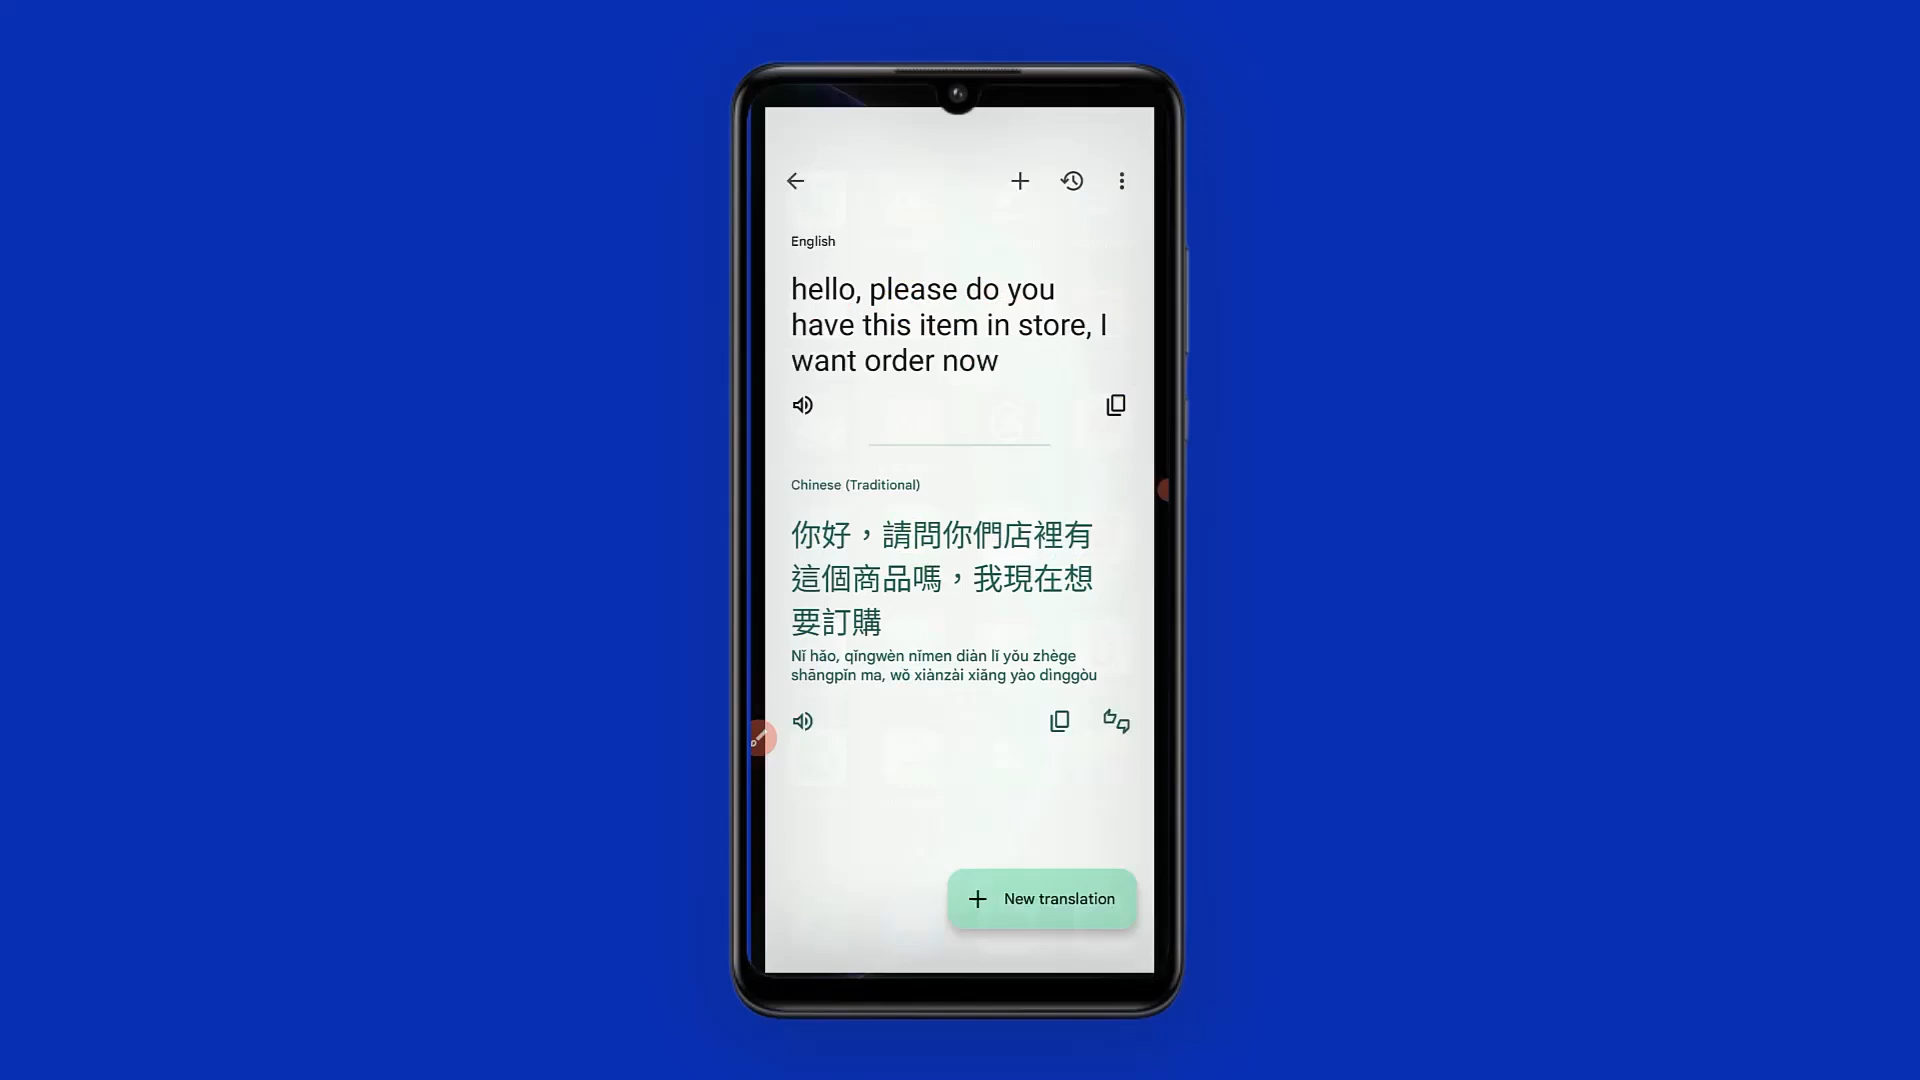 English
hello, please do you
have this item in store, I
want order now
Chinese (Traditional)
你好，請問你們店裡有
這個商品嗎，我現在想
要訂購
Nǐ hǎo, qǐngwèn nǐmen diàn lǐ yǒu zhège
shāngpǐn ma, wǒ xiànzài xiǎng yào dìnggòu
New translation